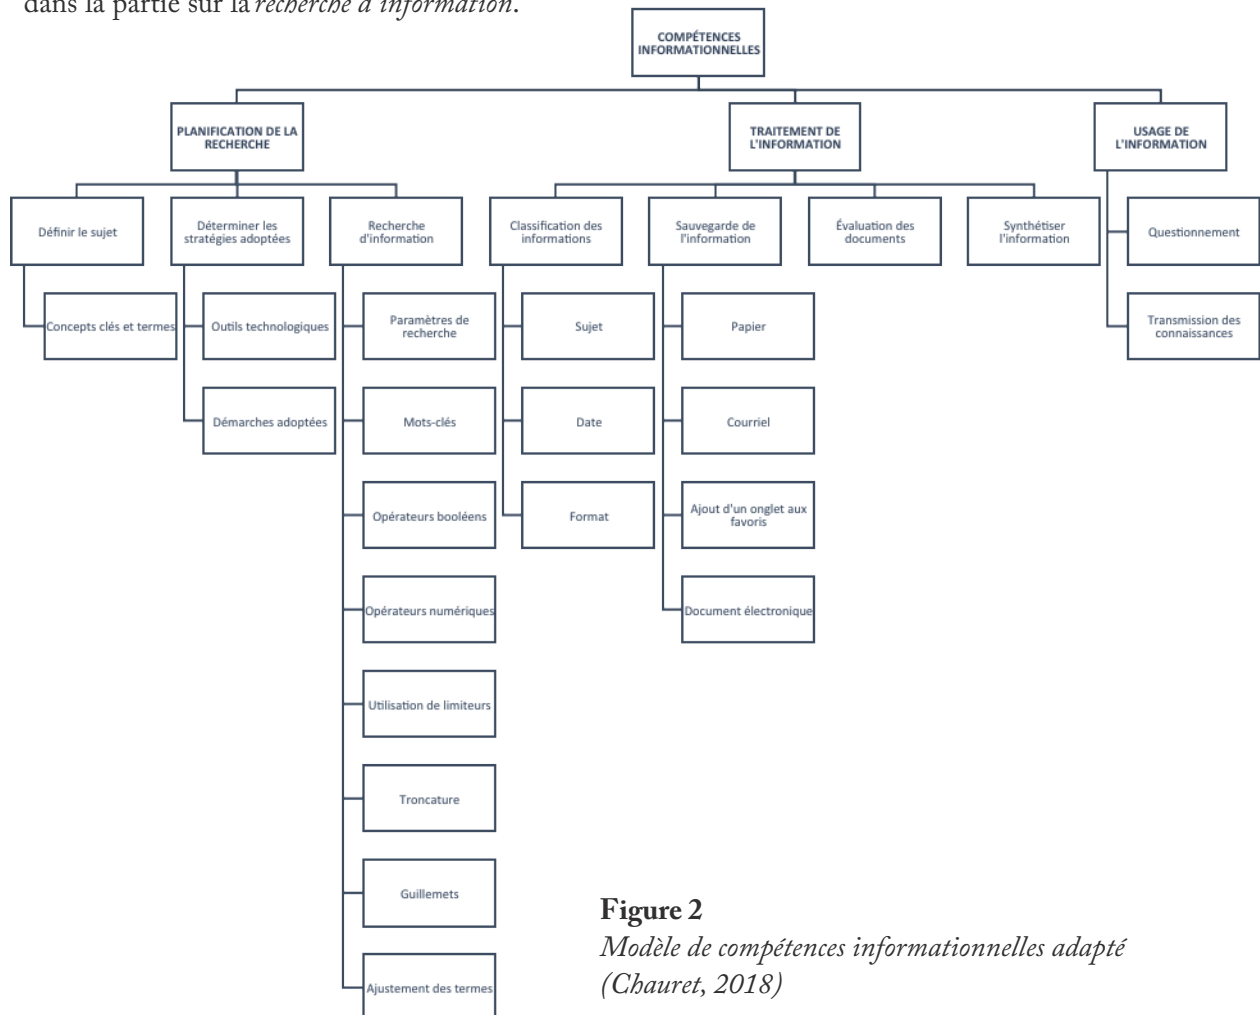 dans la partie sur la recherche d'information.
COMPÉTENCES
INFORMATIONNELLES
PLANIFICATION DE LA
RECHERCHE
TRAITEMENT DE
L'INFORMATION
USAGE DE
L'INFORMATION
Définir le sujet
Déterminer les
stratégies adoptées
Recherche
d'information
Classification des
informations
Sauvegarde de
l'information
Évaluation des
documents
Synthétiser
l'information
Questionnement
Concepts clés et termes
Outils technologiques
Paramètres de
recherche
Sujet
Papier
Transmission des
connaissances
Démarches adoptées
Mots-clés
Date
Courriel
Opérateurs booléens
Format
Ajout d'un onglet aux
favoris
Opérateurs numériques
Document électronique
Utilisation de limiteurs
Troncature
Guillemets
Ajustement des termes
Figure 2
Modèle de compétences informationnelles adapté
(Chauret, 2018)